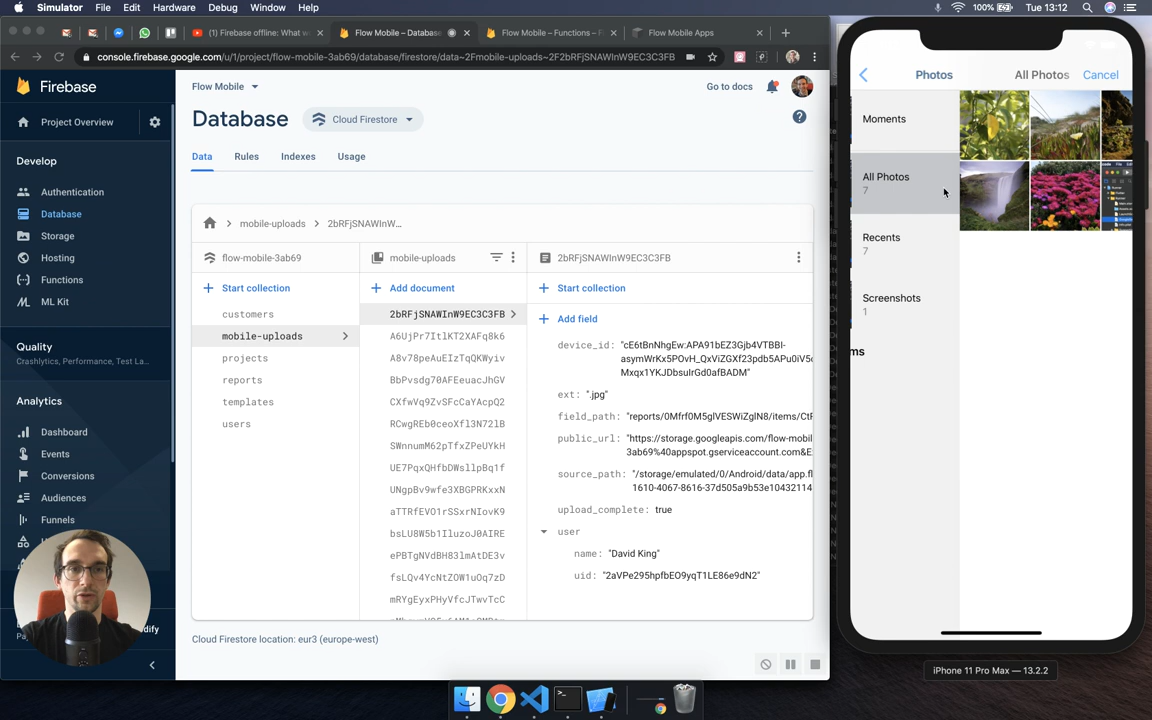 Simulator File Edit Hardware Debug Window Help
100% Tue 13:12
(1) Firebase offline: What w
Flow Mobile – Database
Flow Mobile – Functions – F
Flow Mobile Apps
console.firebase.google.com/u/1/project/flow-mobile-3ab69/database/firestore/data~2Fmobile-uploads~2F2bRFjSNAWInW9EC3C3FB
Firebase
Project Overview
Develop
Authentication
Database
Storage
Hosting
Functions
ML Kit
Quality
Crashlytics, Performance, Test La...
Analytics
Dashboard
Events
Conversions
Audiences
Funnels
Flow Mobile
Go to docs
Database
Cloud Firestore
Data Rules Indexes Usage
mobile-uploads
2bRFjSNAWInW...
flow-mobile-3ab69
Start collection
customers
mobile-uploads
projects
reports
templates
users
mobile-uploads
Add document
2bRFjSNAWInW9EC3C3FB
A6UjPr7ItlKT2XAFq8k6
A8v78peAuEIzTqQKWyiv
BbPvsdg70AFEeuacJhGV
CXfwVq9ZvSFcCaYAcpQ2
RCwgREb0ceoXfl3N72lB
SWnnumM62pTfxZPeUYkH
UE7PqxQHfbDWsllpBq1f
UNgpBv9wfe3XBGPRKxxN
aTTRfEVO1rSSxrNIovK9
bsLU8W5b1IluzoJ0AIRE
ePBTgNVdBH83lmAtDE3v
fsLQv4YcNtZOW1uOq7zD
mRYgEyxPHyVfcJTwvTcC
2bRFjSNAWInW9EC3C3FB
Start collection
Add field
device_id: "cE6tBnNhgEw:APA91bEZ3Gjb4VTBBI-
asymWrKx5POvH_QxViZGXf23pdb5APu0iV5c
Mxqx1YKJDbsuIrGd0afBADM"
ext: ".jpg"
field_path: "reports/0Mfrf0M5glVESWiZglN8/items/Ctf
public_url: "https://storage.googleapis.com/flow-mobil
3ab69%40appspot.gserviceaccount.com&E
source_path: "/storage/emulated/0/Android/data/app.fl
1610-4067-8616-37d505a9b53e10432114
upload_complete: true
user
name: "David King"
uid: "2aVPe295hpfbEO9yqT1LE86e9dN2"
Cloud Firestore location: eur3 (europe-west)
Photos
All Photos
Cancel
Moments
All Photos
7
Recents
7
Screenshots
1
ms
iPhone 11 Pro Max — 13.2.2